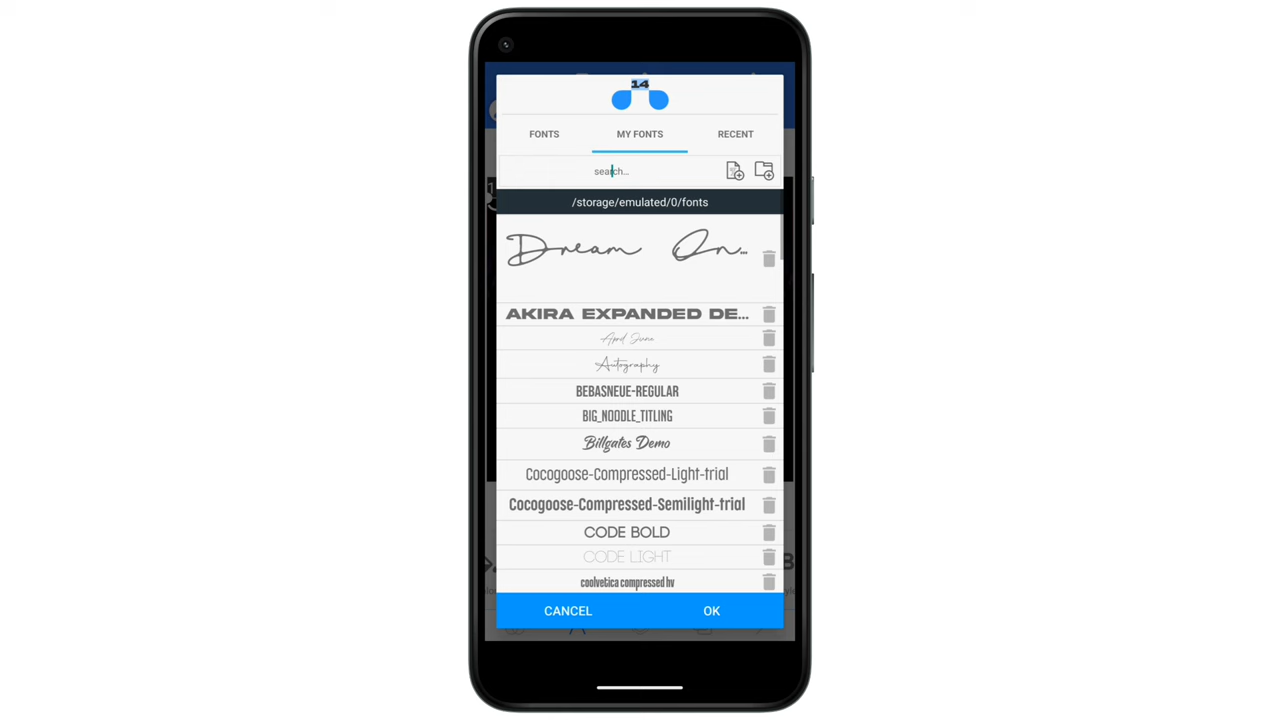 14
FONTS MY FONTS RECENT
search...
/storage/emulated/0/fonts
Dream On...
AKIRA EXPANDED DE...
April June
Autography
BEBASNEUE-REGULAR
BIG_NOODLE_TITLING
Billgates Demo
Cocogoose-Compressed-Light-trial
Cocogoose-Compressed-Semilight-trial
CODE BOLD
CODE LIGHT
coolvetica compressed hv
CANCEL OK